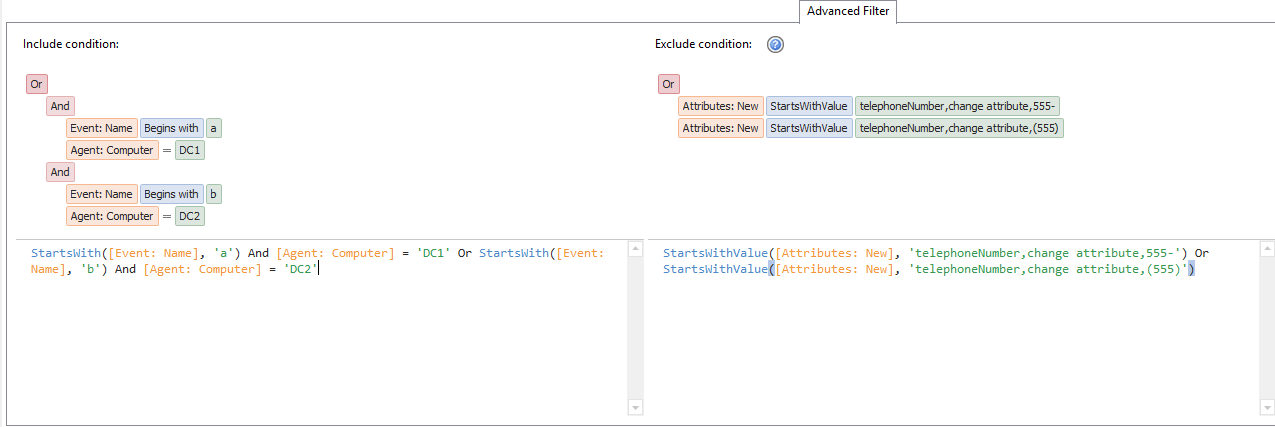 Advanced Filter
Include condition:
Or
And
Event: Name Begins with a
Agent: Computer = DC1
And
Event: Name Begins with b
Agent: Computer = DC2
StartsWith([Event: Name], 'a') And [Agent: Computer] = 'DC1' Or StartsWith([Event:
Name], 'b') And [Agent: Computer] = 'DC2'
Exclude condition: ?
Or
Attributes: New StartsWithValue telephoneNumber,change attribute,555-
Attributes: New StartsWithValue telephoneNumber,change attribute,(555)
StartsWithValue([Attributes: New], 'telephoneNumber,change attribute,555-') Or
StartsWithValue([Attributes: New], 'telephoneNumber,change attribute,(555)')